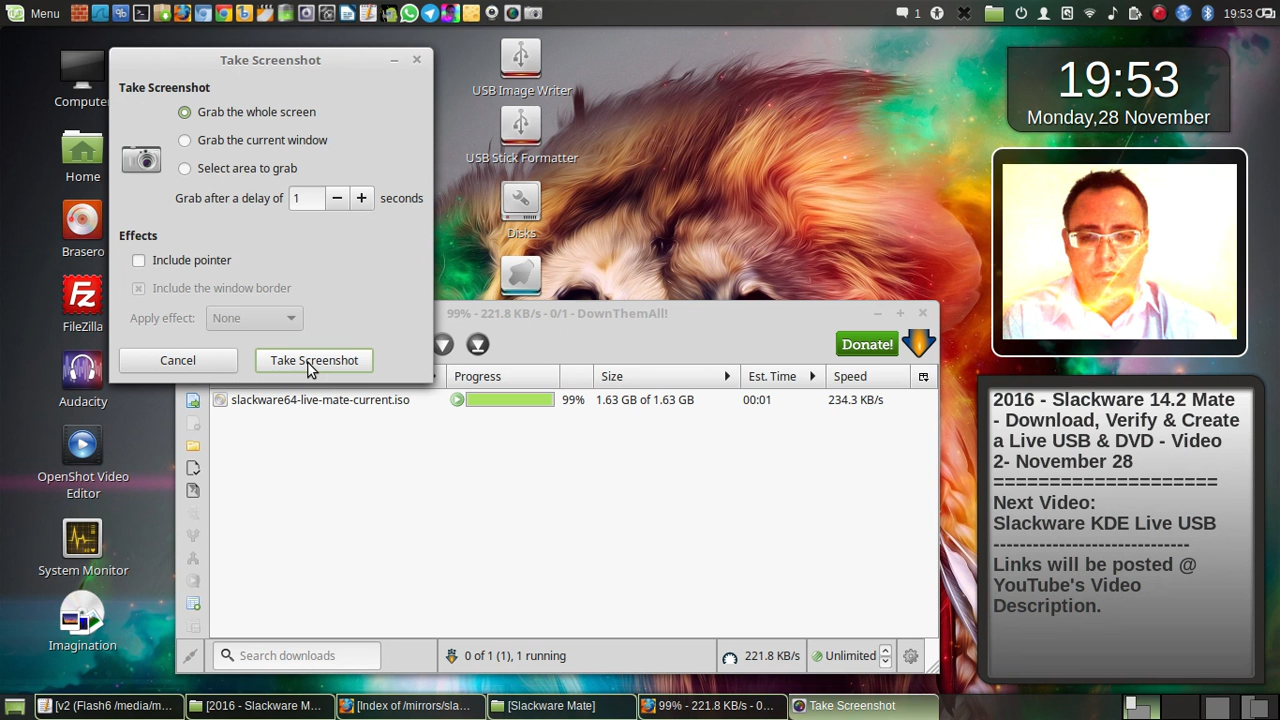 Menu
1
19:53
Take Screenshot
Take Screenshot
Grab the whole screen
Grab the current window
Select area to grab
Grab after a delay of 1 seconds
Effects
Include pointer
Include the window border
Apply effect: None
Cancel
Take Screenshot
Computer
Home
Brasero
FileZilla
Audacity
OpenShot Video
Editor
System Monitor
Imagination
USB Image Writer
USB Stick Formatter
Disks
19:53
Monday,28 November
99% - 221.8 KB/s - 0/1 - DownThemAll!
Donate!
Progress Size Est. Time Speed
slackware64-live-mate-current.iso 99% 1.63 GB of 1.63 GB 00:01 234.3 KB/s
Search downloads 0 of 1 (1), 1 running 221.8 KB/s Unlimited
2016 - Slackware 14.2 Mate
- Download, Verify & Create
a Live USB & DVD - Video
2- November 28
=====================
Next Video:
Slackware KDE Live USB
----------------------------
Links will be posted @
YouTube's Video
Description.
[v2 (Flash6 /media/m... [2016 - Slackware M... [Index of /mirrors/sla... [Slackware Mate] 99% - 221.8 KB/s - 0... Take Screenshot